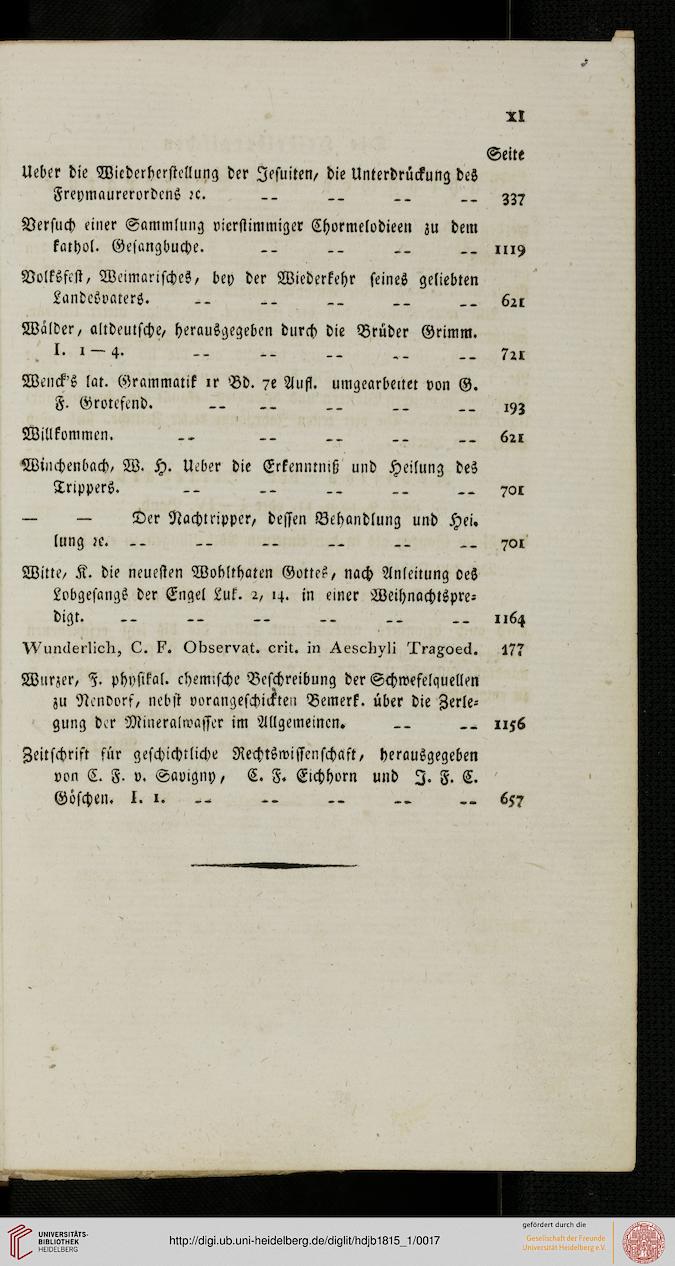 XI
Seite
Ueber die Wiederherstellung der Jesuiten, die Unterdrückung des
Freymaurerordens ꝛc. -- -- -- -- 337
Versuch einer Sammlung vierstimmiger Chormelodieen zu dem
kathol. Gesangbuche. -- -- -- -- 1119
Volksfest, Weimarisches, bey der Wiederkehr seines geliebten
Landesvaters. -- -- -- -- -- 621
Wälder, altdeutsche, herausgegeben durch die Brüder Grimm.
I. 1 — 4. -- -- -- -- -- 721
Wenck's lat. Grammatik 1r Bd. 7e Aufl. umgearbeitet von G.
F. Grotefend. -- -- -- -- -- 193
Willkommen. -- -- -- -- -- 621
Winchenbach, W. H. Ueber die Erkenntniß und Heilung des
Trippers. -- -- -- -- -- 701
— — Der Nachtripper, dessen Behandlung und Hei-
lung ꝛc. -- -- -- -- -- -- 701
Witte, K. die neuesten Wohlthaten Gottes, nach Anleitung des
Lobgesangs der Engel Luk. 2, 14. in einer Weihnachtspre-
digt. -- -- -- -- -- -- 1164
Wunderlich, C. F. Observat. crit. in Aeschyli Tragoed. 177
Wurzer, F. physikal. chemische Beschreibung der Schwefelquellen
zu Nendorf, nebst vorangeschickten Bemerk. über die Zerle-
gung der Mineralwasser im Allgemeinen. -- -- 1156
Zeitschrift für geschichtliche Rechtswissenschaft, herausgegeben
von C. F. v. Savigny, C. F. Eichhorn und J. F. C.
Göschen. I. 1. -- -- -- -- -- 657
UNIVERSITÄTS-
BIBLIOTHEK
HEIDELBERG
http://digi.ub.uni-heidelberg.de/diglit/hdjb1815_1/0017
gefördert durch die
Gesellschaft der Freunde
Universität Heidelberg e.V.